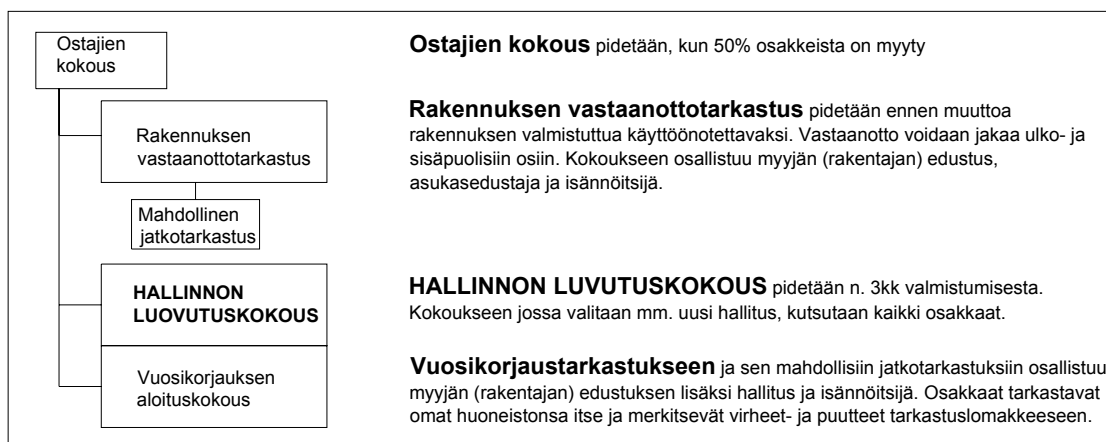 Ostajien
kokous
Ostajien kokous pidetään, kun 50% osakkeista on myyty
Rakennuksen
vastaanottotarkastus
Rakennuksen vastaanottotarkastus pidetään ennen muuttoa
rakennuksen valmistuttua käyttöönotettavaksi. Vastaanotto voidaan jakaa ulko- ja
sisäpuolisiin osiin. Kokoukseen osallistuu myyjän (rakentajan) edustus,
asukasedustaja ja isännöitsijä.
Mahdollinen
jatkotarkastus
HALLINNON
LUOVUTUSKOKOUS
HALLINNON LUVUTUSKOKOUS pidetään n. 3kk valmistumisesta.
Kokoukseen jossa valitaan mm. uusi hallitus, kutsutaan kaikki osakkaat.
Vuosikorjauksen
aloituskokous
Vuosikorjaustarkastukseen ja sen mahdollisiin jatkotarkastuksiin osallistuu
myyjän (rakentajan) edustuksen lisäksi hallitus ja isännöitsijä. Osakkaat tarkastavat
omat huoneistonsa itse ja merkitsevät virheet- ja puutteet tarkastuslomakkeeseen.